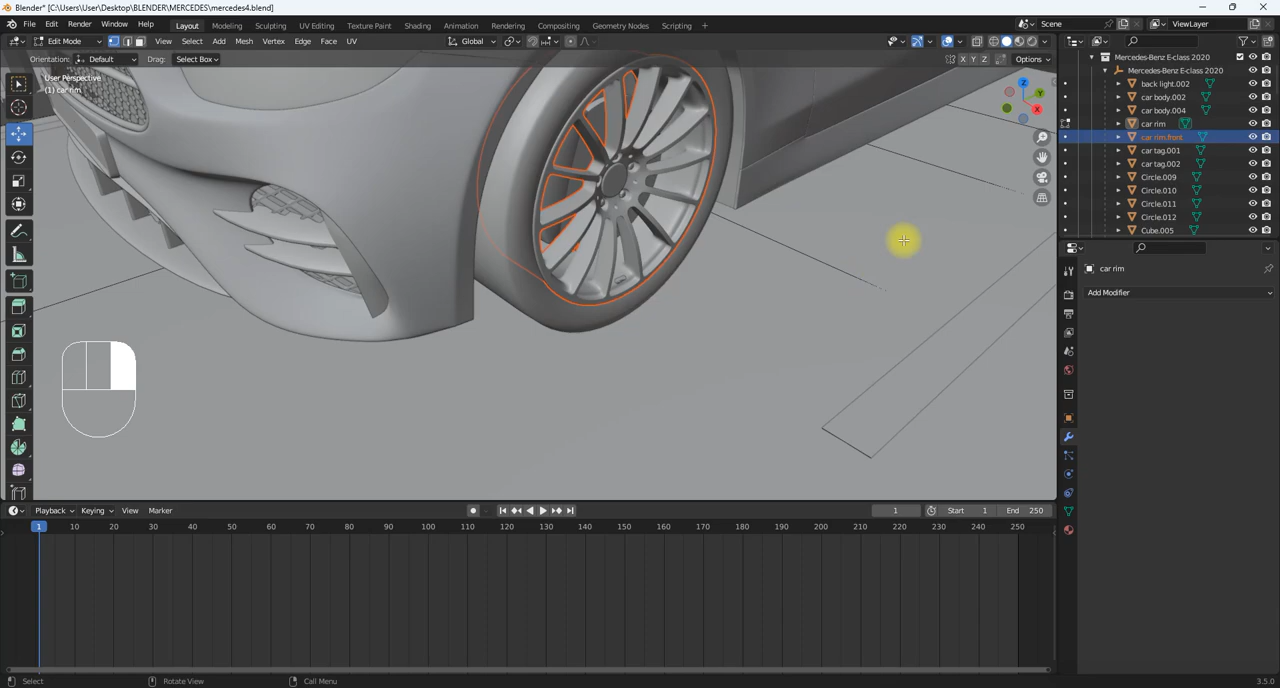 Blender* [C:\Users\User\Desktop\BLENDER\MERCEDES\mercedes4.blend]
File Edit Render Window Help Layout Modeling Sculpting UV Editing Texture Paint Shading Animation Rendering Compositing Geometry Nodes Scripting + Scene ViewLayer
Edit Mode View Select Add Mesh Vertex Edge Face UV Global
Orientation: Default Drag: Select Box X Y Z Options
User Perspective
(1) car rim
Z
Y
X
Mercedes-Benz E-class 2020
Mercedes-Benz E-class 2020
back light.002
car body.002
car body.004
car rim
car rim.front
car tag.001
car tag.002
Circle.009
Circle.010
Circle.011
Circle.012
Cube.005
car rim
Add Modifier
Playback Keying View Marker 1 Start 1 End 250
1 10 20 30 40 50 60 70 80 90 100 110 120 130 140 150 160 170 180 190 200 210 220 230 240 250
Select Rotate View Call Menu 3.5.0